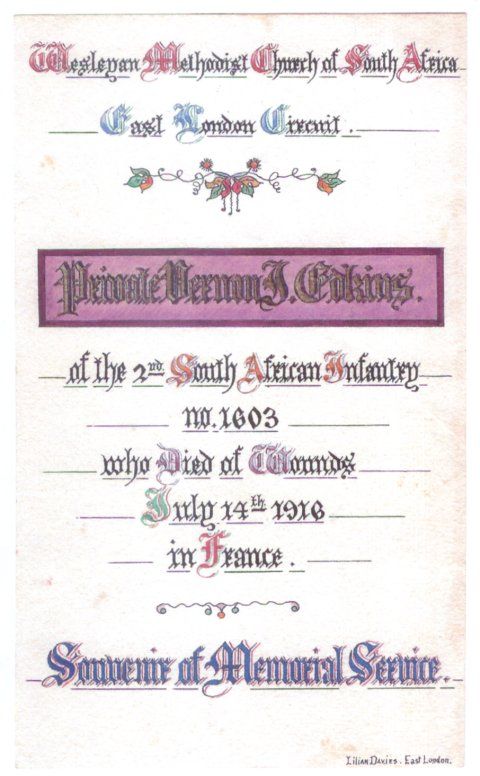 Wesleyan Methodist Church of South Africa
East London Circuit.
Private Vernon J. Edkins.
of the 2nd South African Infantry
no. 1603
who Died of Wounds
July 14th 1916
in France.
Souvenir of Memorial Service.
Lilian Davies. East London.